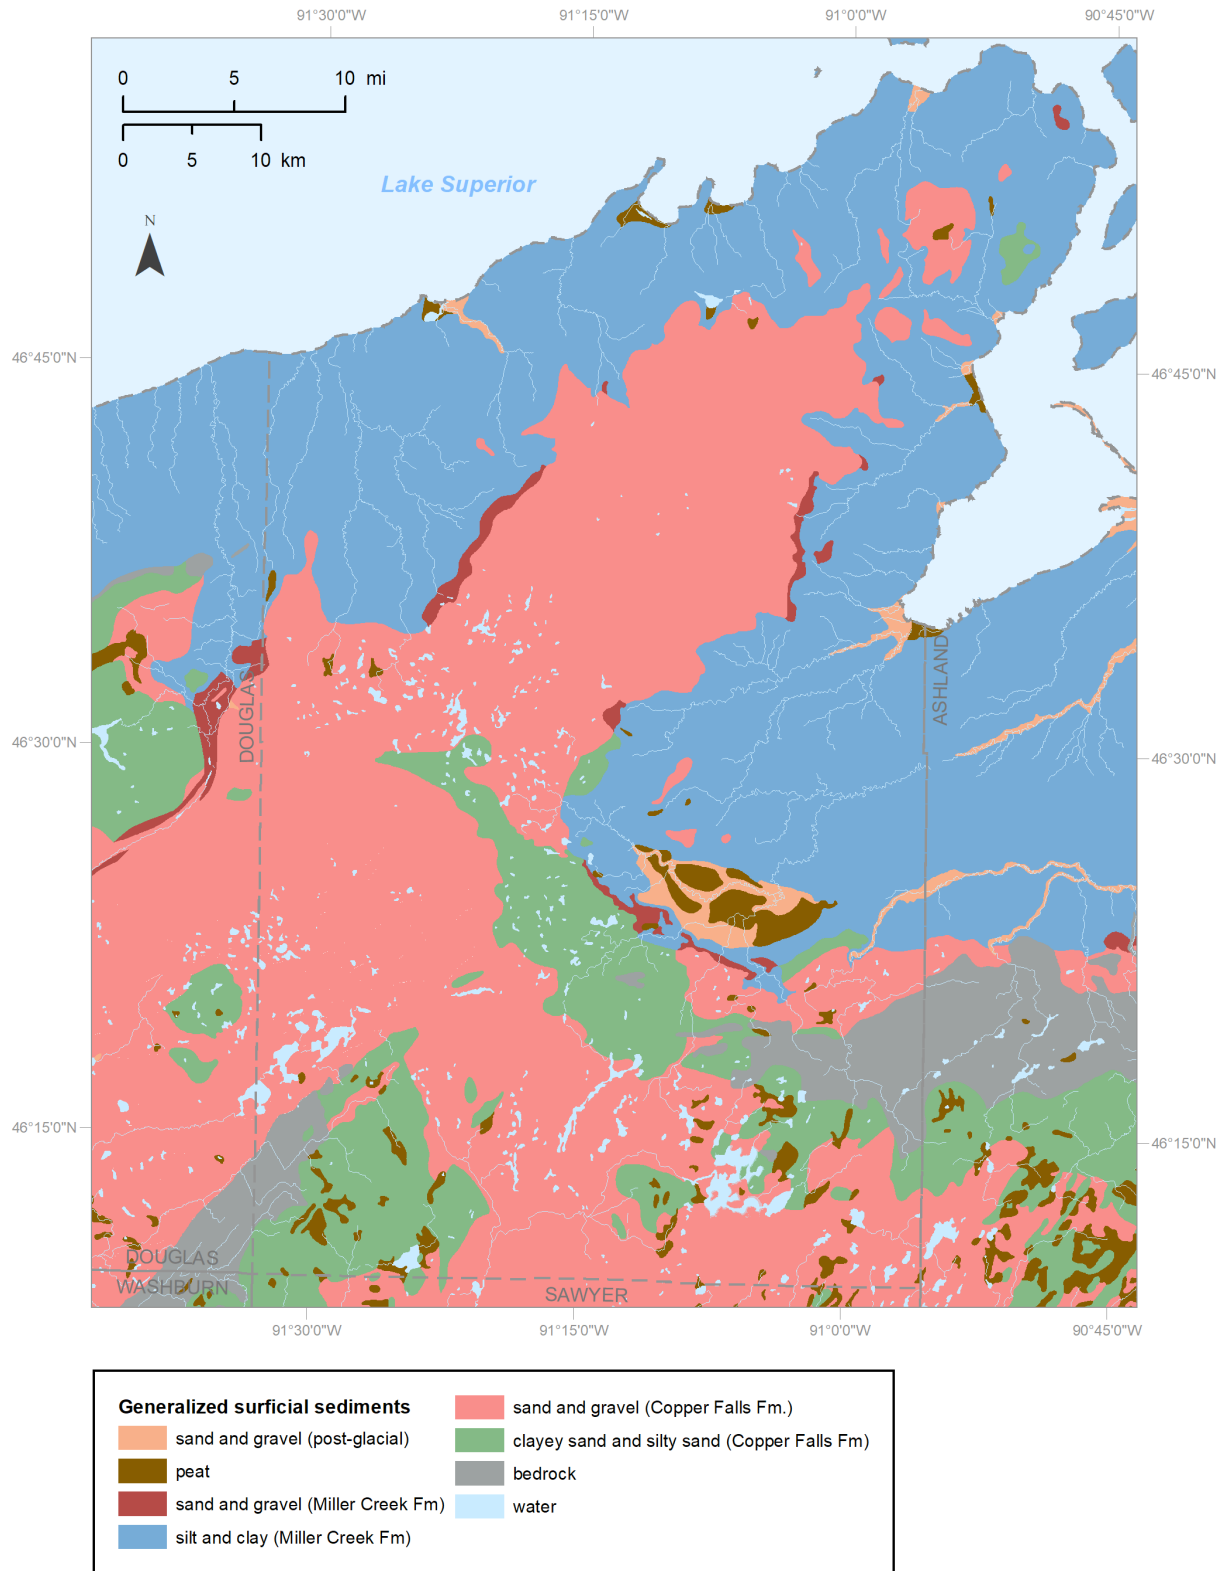 91°30'0"W 91°15'0"W 91°0'0"W 90°45'0"W
0 5 10 mi
0 5 10 km
Lake Superior
N
46°45'0"N 46°45'0"N
DOUGLAS
ASHLAND
46°30'0"N 46°30'0"N
46°15'0"N 46°15'0"N
DOUGLAS
WASHBURN
SAWYER
91°30'0"W 91°15'0"W 91°0'0"W 90°45'0"W
Generalized surficial sediments
sand and gravel (post-glacial)
peat
sand and gravel (Miller Creek Fm)
silt and clay (Miller Creek Fm)
sand and gravel (Copper Falls Fm.)
clayey sand and silty sand (Copper Falls Fm)
bedrock
water